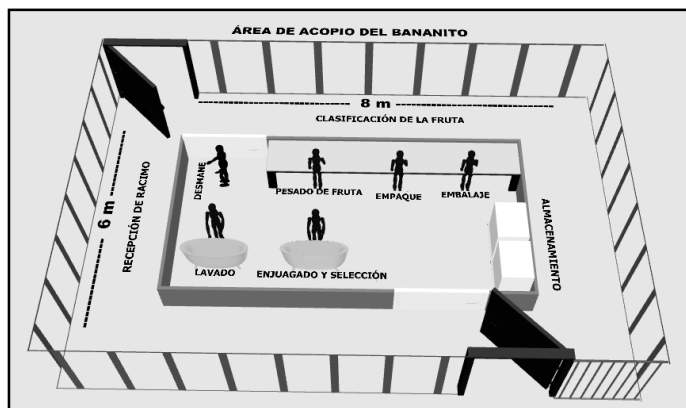 ÁREA DE ACOPIO DEL BANANITO
8 m
CLASIFICACIÓN DE LA FRUTA
6 m
RECEPCIÓN DE RACIMO
DESMANE
PESADO DE FRUTA
EMPAQUE
EMBALAJE
LAVADO
ENJUAGADO Y SELECCIÓN
ALMACENAMIENTO